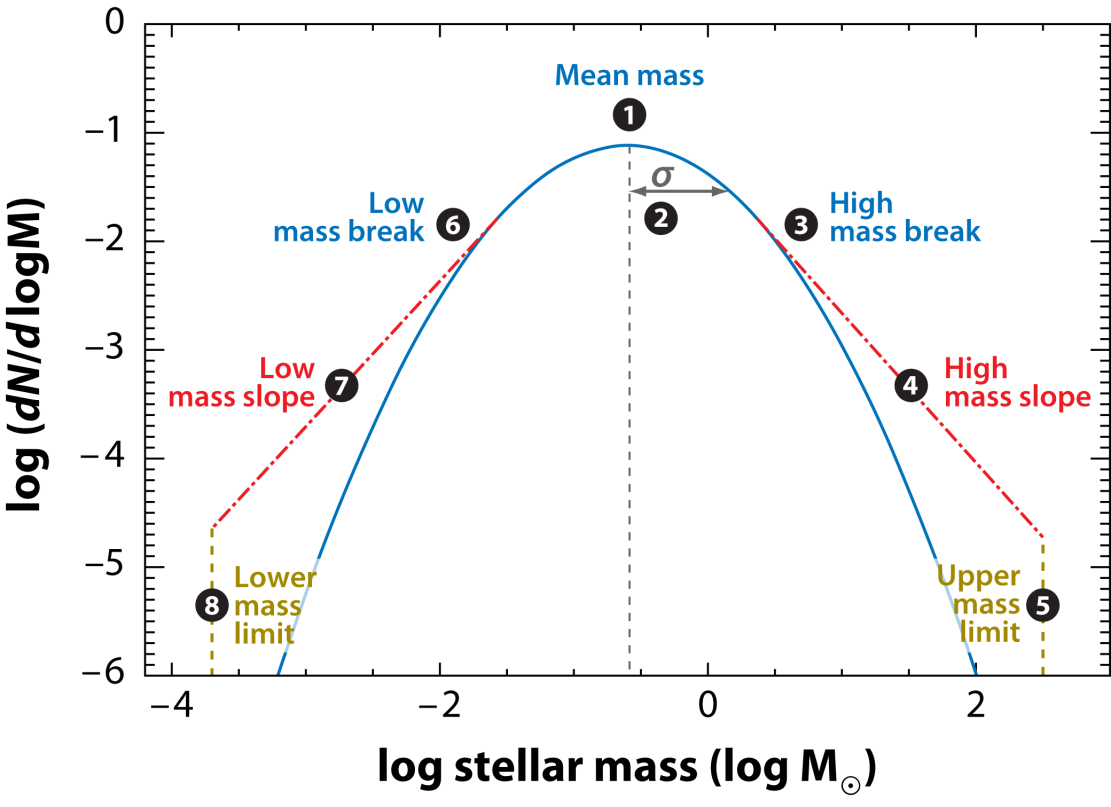 0
−1
−2
−3
−4
−5
−6
log (dN/d logM)
Mean mass
1
σ
2
Low
mass break
6
3
High
mass break
Low
mass slope
7
4
High
mass slope
8
Lower
mass
limit
Upper
mass
limit
5
−4
−2
0
2
log stellar mass (log M☉)